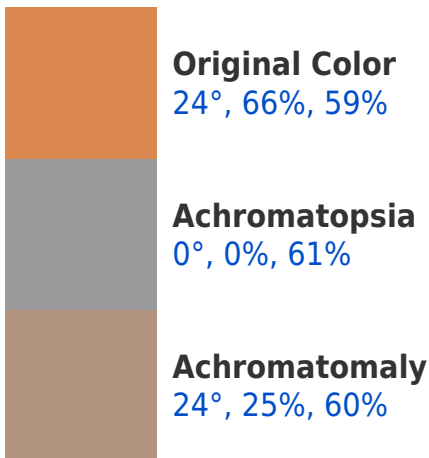 Original Color
24°, 66%, 59%
Achromatopsia
0°, 0%, 61%
Achromatomaly
24°, 25%, 60%